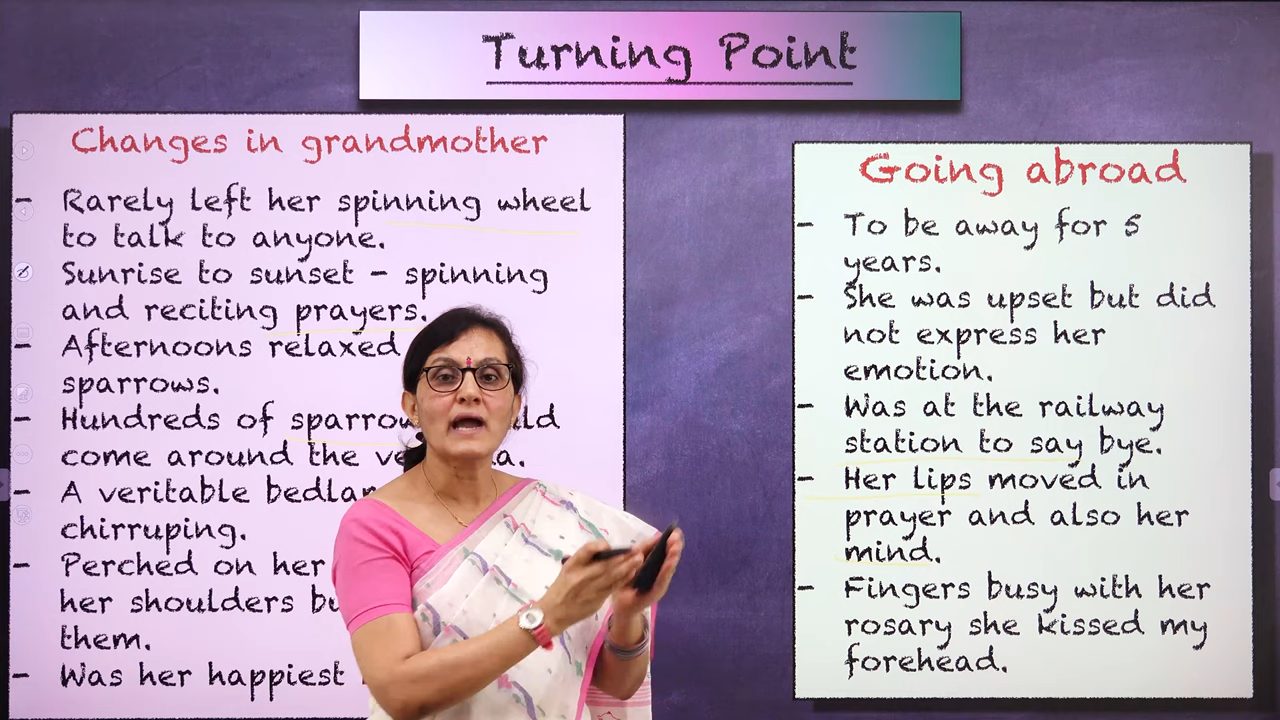 Turning Point
Changes in grandmother
- Rarely left her spinning wheel
to talk to anyone.
- Sunrise to sunset - spinning
and reciting prayers.
- Afternoons relaxed
sparrows.
- Hundreds of
come around the
- A veritable
chirruping.
- Perched on her
her shoulders
them.
- Was her happiest
Going abroad
- To be away for 5
years.
- She was upset but did
not express her
emotion.
- Was at the railway
station to say bye.
- Her lips moved in
prayer and also her
mind.
- Fingers busy with her
rosary she kissed my
forehead.